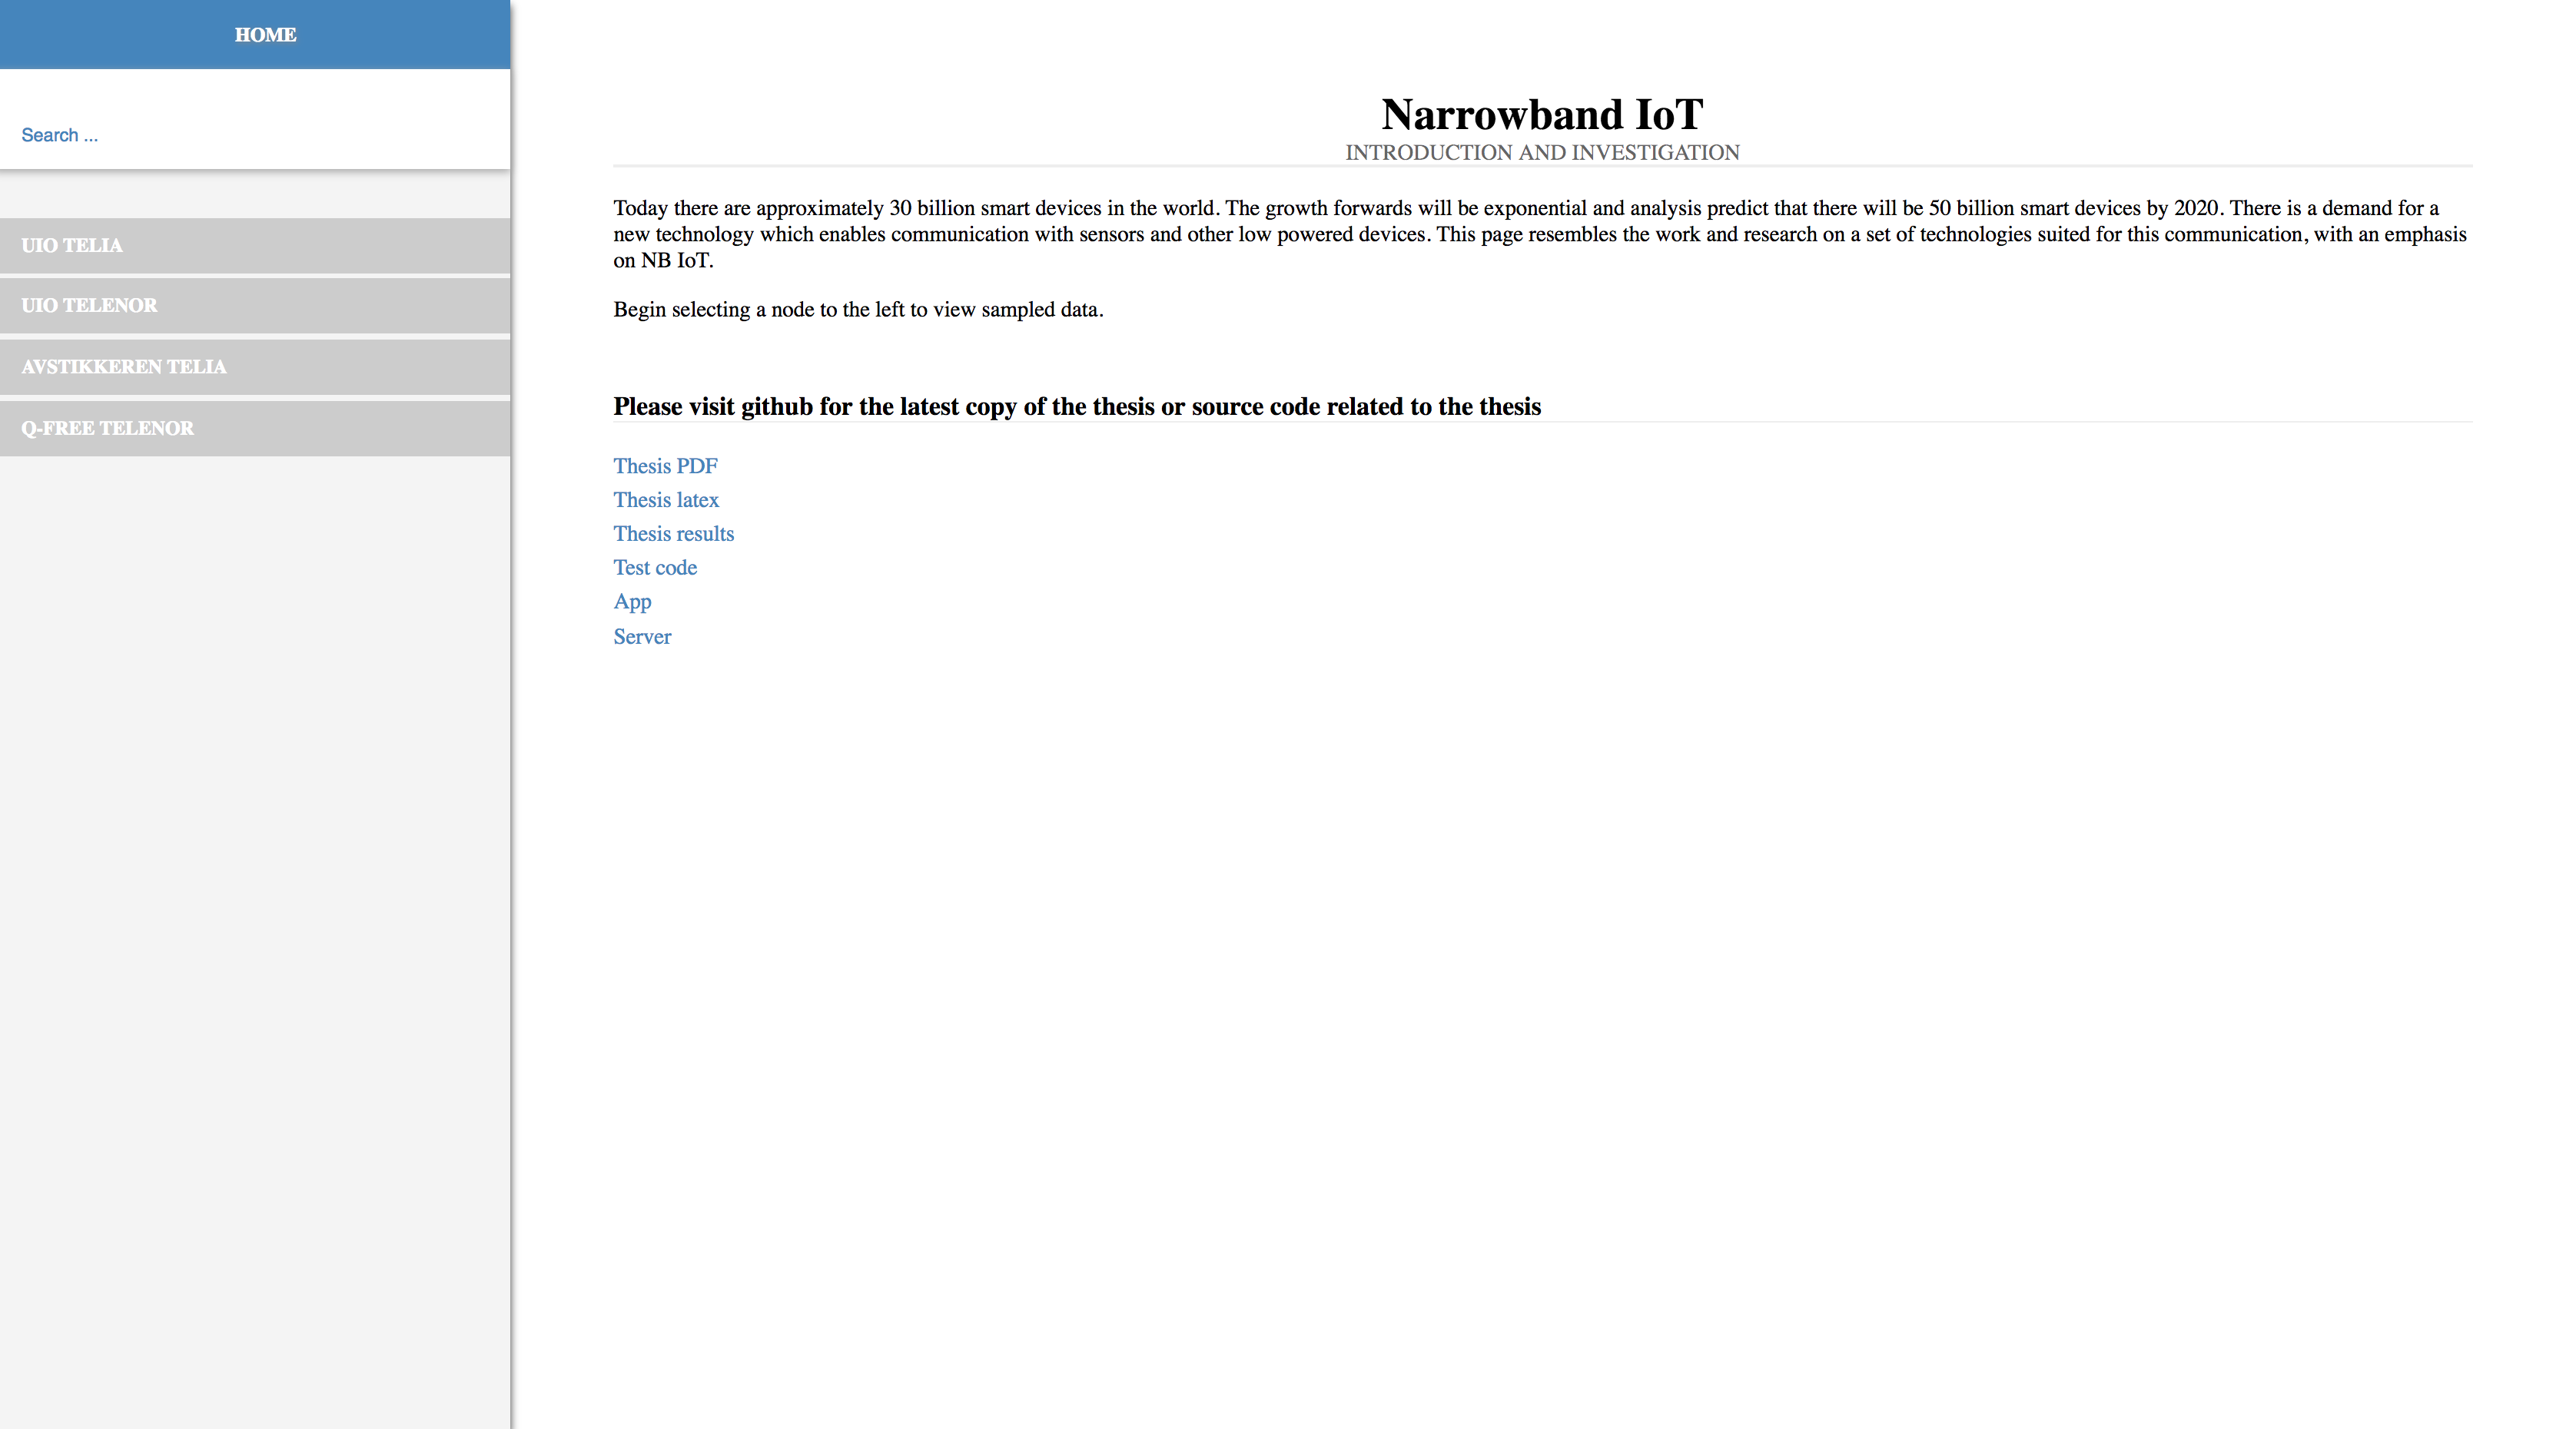 HOME
Search ...
UIO TELIA
UIO TELENOR
AVSTIKKEREN TELIA
Q-FREE TELENOR
Narrowband IoT
INTRODUCTION AND INVESTIGATION
Today there are approximately 30 billion smart devices in the world. The growth forwards will be exponential and analysis predict that there will be 50 billion smart devices by 2020. There is a demand for a
new technology which enables communication with sensors and other low powered devices. This page resembles the work and research on a set of technologies suited for this communication, with an emphasis
on NB IoT.
Begin selecting a node to the left to view sampled data.
Please visit github for the latest copy of the thesis or source code related to the thesis
Thesis PDF
Thesis latex
Thesis results
Test code
App
Server